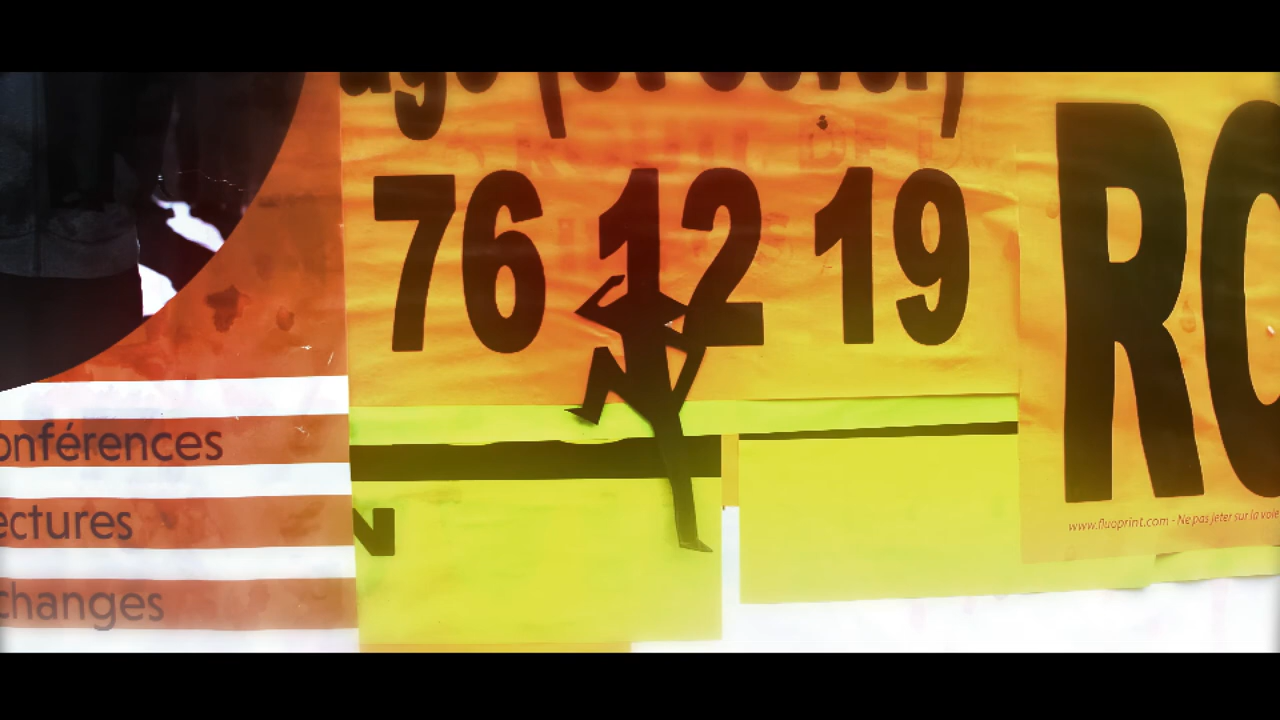 76 12 19
RO
www.fluoprint.com - Ne pas jeter sur la voie
onférences
ectures
changes
N